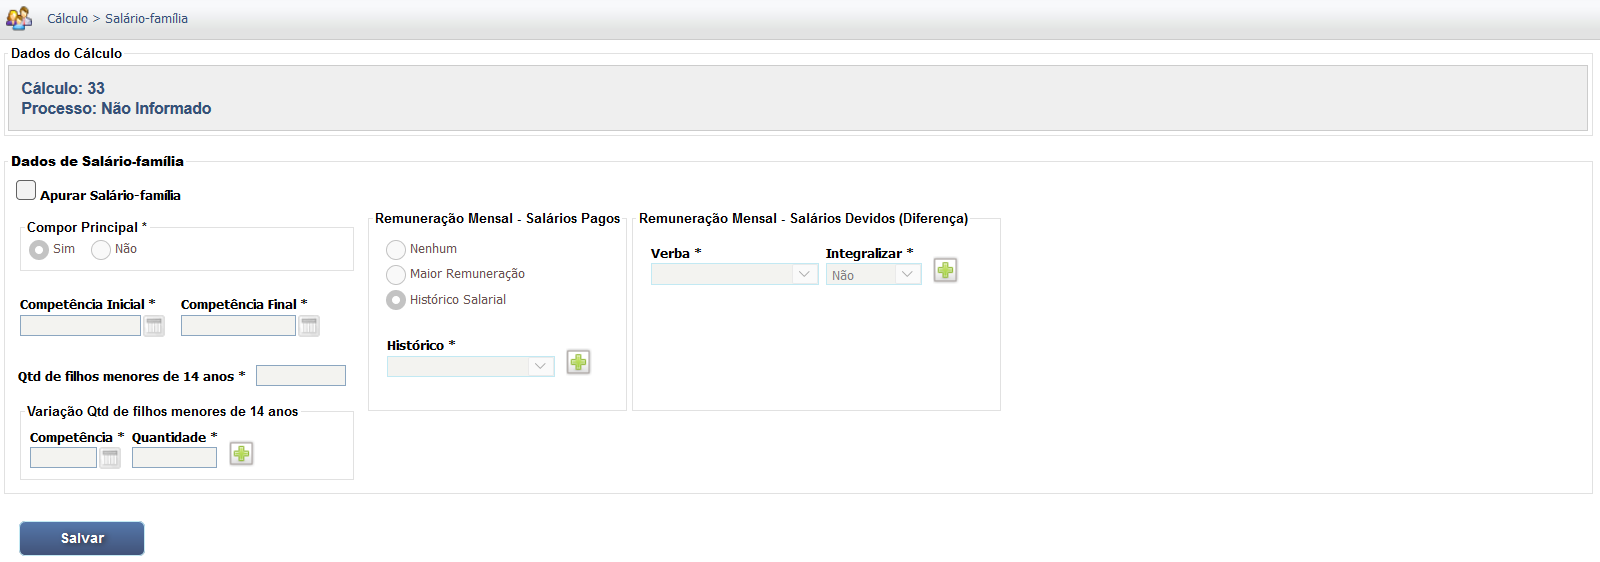 Cálculo > Salário-família
Dados do Cálculo
Cálculo: 33
Processo: Não Informado
Dados de Salário-família
Apurar Salário-família
Compor Principal *
Sim Não
Competência Inicial * Competência Final *
Qtd de filhos menores de 14 anos *
Variação Qtd de filhos menores de 14 anos
Competência * Quantidade *
Remuneração Mensal - Salários Pagos
Nenhum
Maior Remuneração
Histórico Salarial
Histórico *
Remuneração Mensal - Salários Devidos (Diferença)
Verba * Integralizar *
Não
Salvar